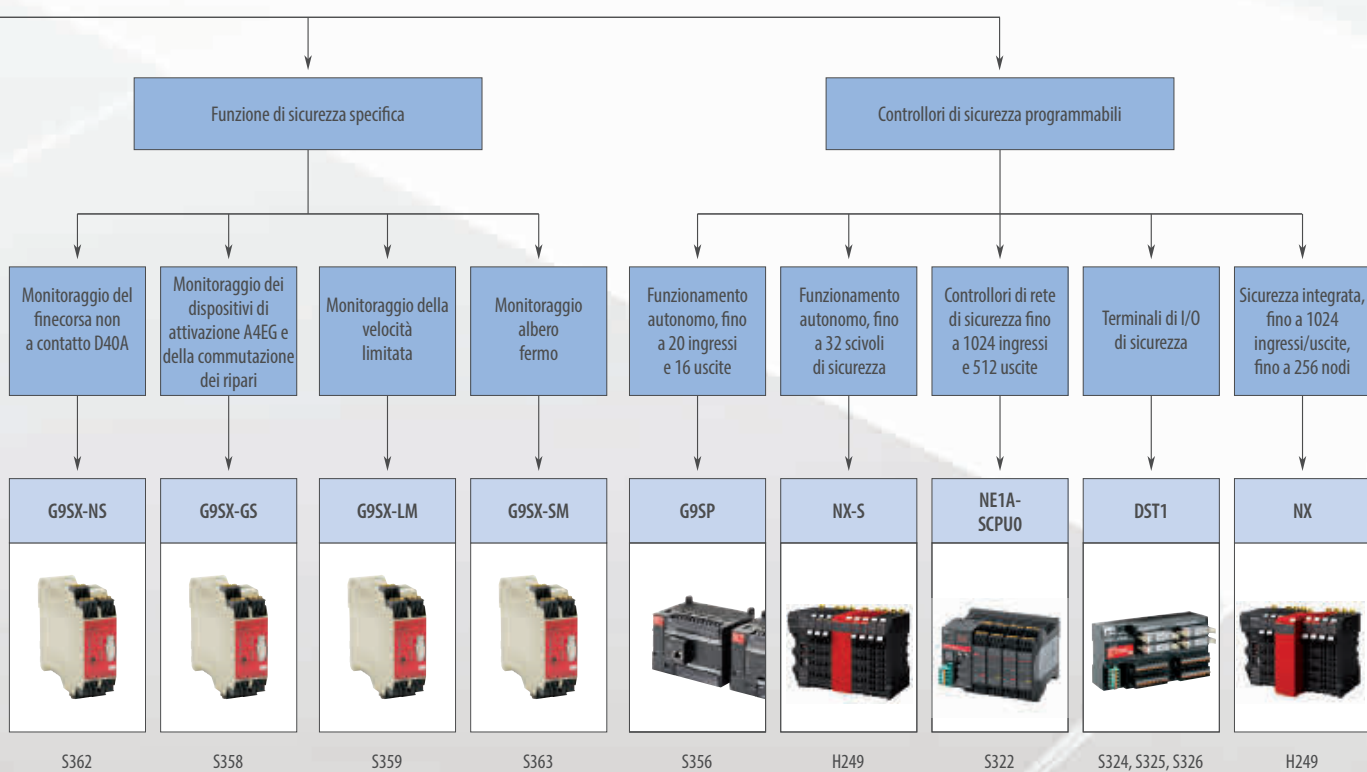 Funzione di sicurezza specifica
Controllori di sicurezza programmabili
Monitoraggio del
finecorsa non
a contatto D40A
Monitoraggio dei
dispositivi di
attivazione A4EG e
della commutazione
dei ripari
Monitoraggio della
velocità
limitata
Monitoraggio
albero
fermo
Funzionamento
autonomo, fino
a 20 ingressi
e 16 uscite
Funzionamento
autonomo, fino
a 32 scivoli
di sicurezza
Controllori di rete
di sicurezza fino
a 1024 ingressi
e 512 uscite
Terminali di I/O
di sicurezza
Sicurezza integrata,
fino a 1024
ingressi/uscite,
fino a 256 nodi
G9SX-NS
G9SX-GS
G9SX-LM
G9SX-SM
G9SP
NX-S
NE1A-
SCPU0
DST1
NX
S362
S358
S359
S363
S356
H249
S322
S324, S325, S326
H249